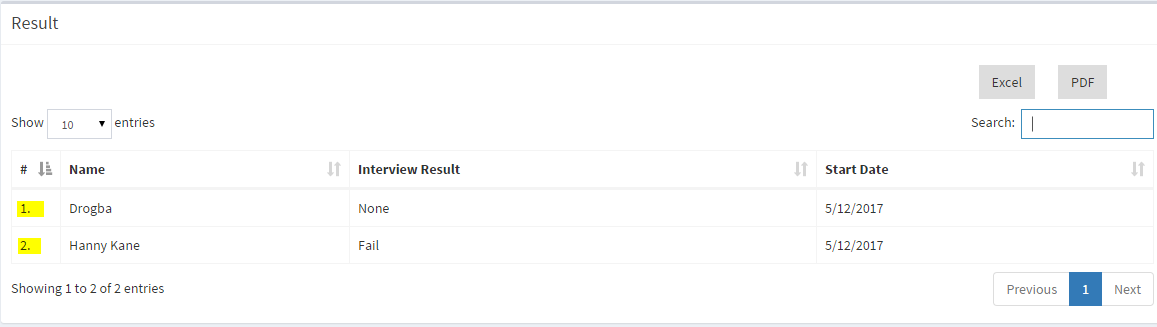 Result
Excel PDF
Show 10 entries Search:
# Name Interview Result Start Date
1. Drogba None 5/12/2017
2. Hanny Kane Fail 5/12/2017
Showing 1 to 2 of 2 entries Previous 1 Next